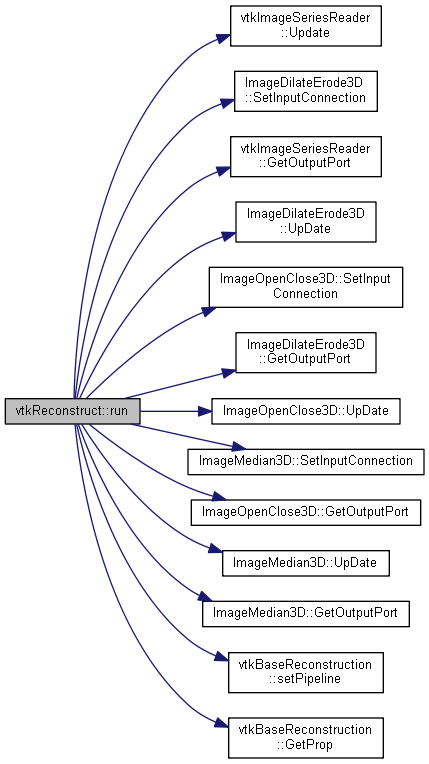 vtkImageSeriesReader
::Update
ImageDilateErode3D
::SetInputConnection
vtkImageSeriesReader
::GetOutputPort
ImageDilateErode3D
::UpDate
ImageOpenClose3D::SetInput
Connection
ImageDilateErode3D
::GetOutputPort
vtkReconstruct::run
ImageOpenClose3D::UpDate
ImageMedian3D::SetInputConnection
ImageOpenClose3D::GetOutputPort
ImageMedian3D::UpDate
ImageMedian3D::GetOutputPort
vtkBaseReconstruction
::setPipeline
vtkBaseReconstruction
::GetProp